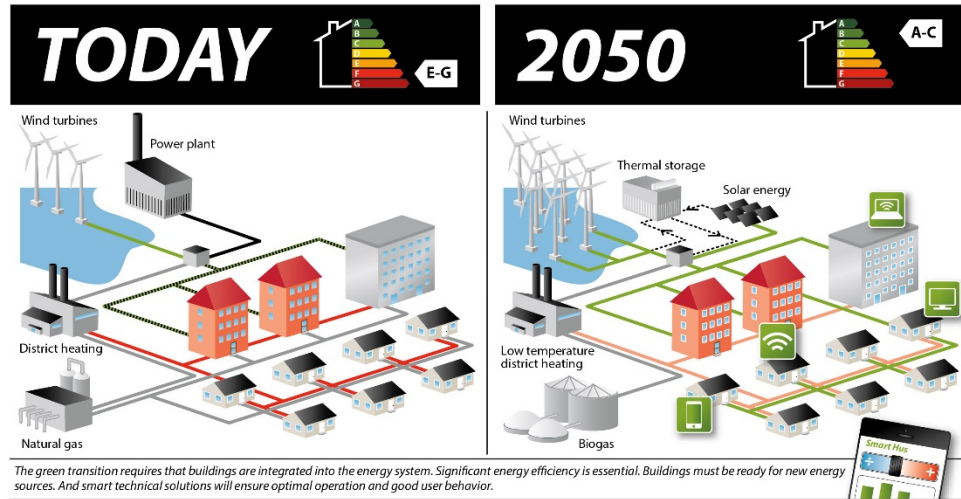 TODAY
A
B
C
D
E
F
G
E-G
Wind turbines
Power plant
District heating
Natural gas
2050
A
B
C
D
E
F
G
A-C
Wind turbines
Thermal storage
Solar energy
Low temperature
district heating
Biogas
Smart Hus
The green transition requires that buildings are integrated into the energy system. Significant energy efficiency is essential. Buildings must be ready for new energy
sources. And smart technical solutions will ensure optimal operation and good user behavior.